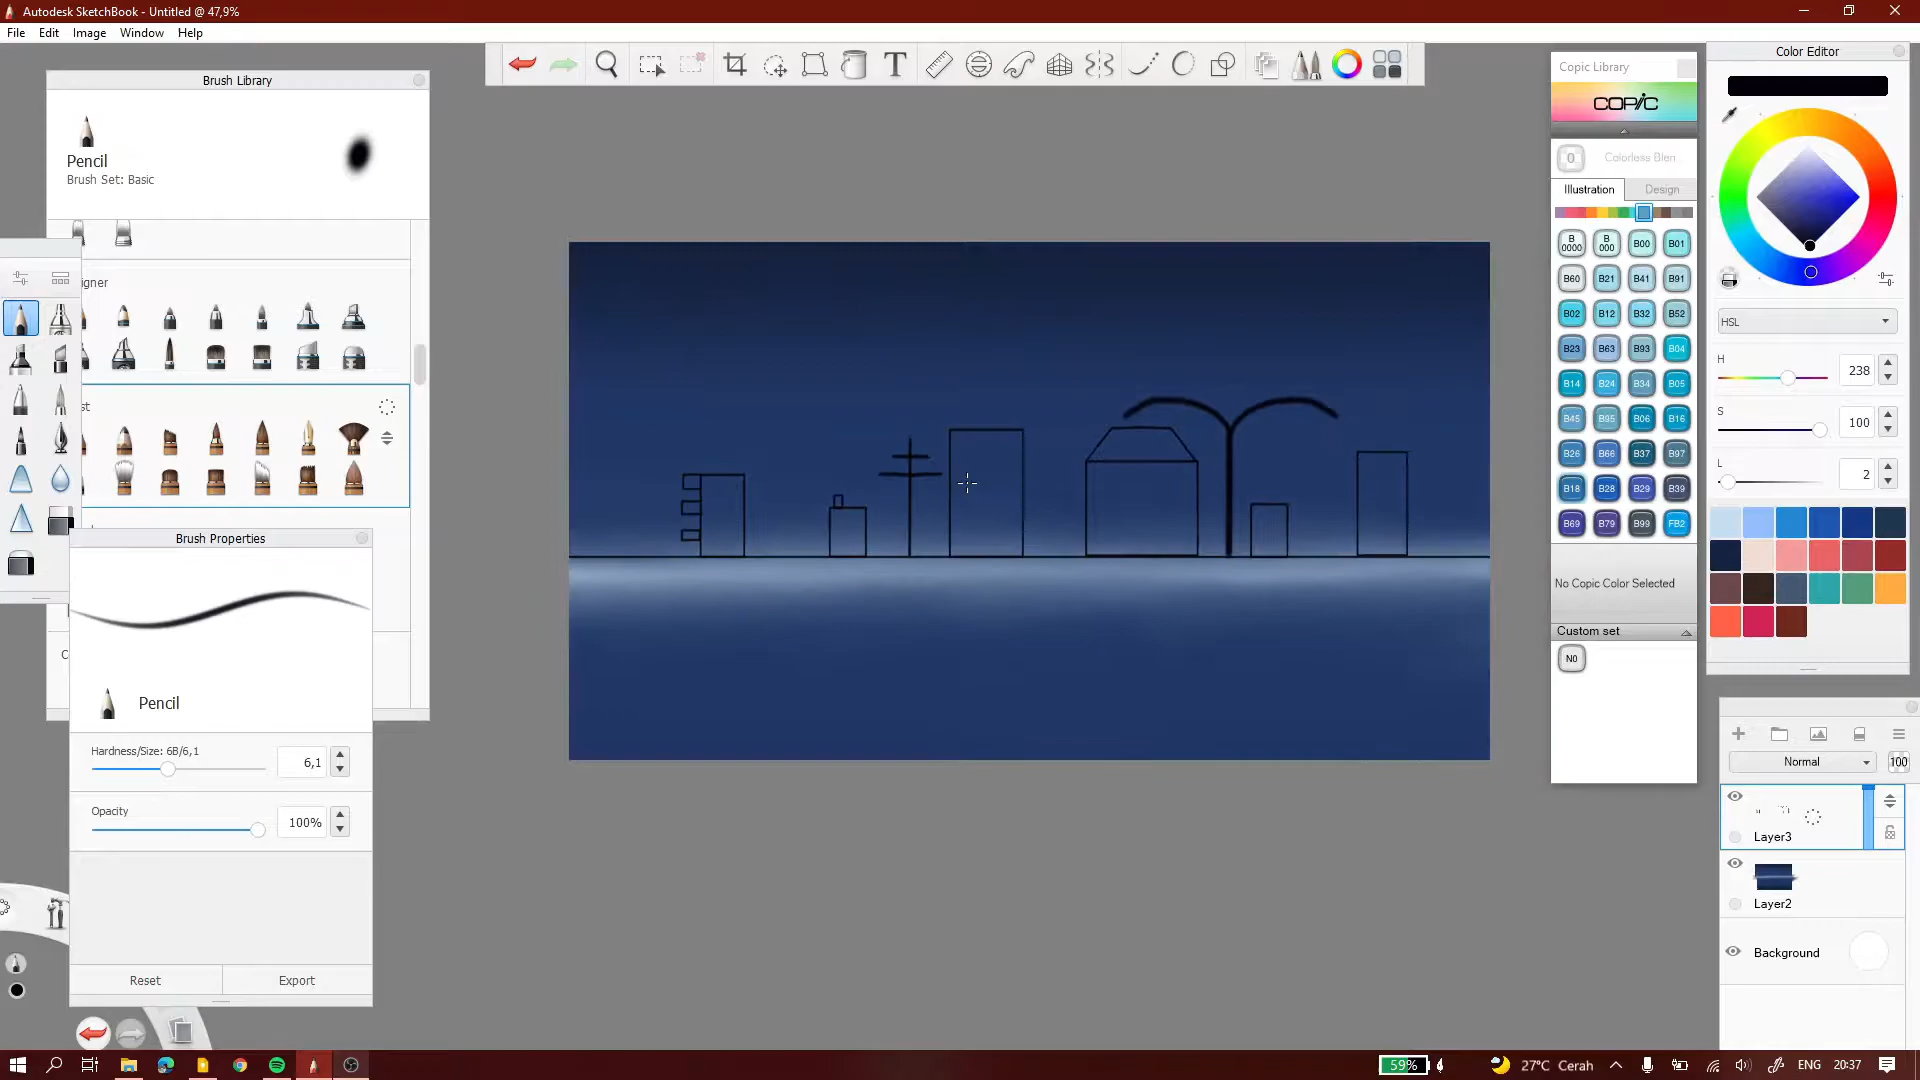 Autodesk SketchBook - Untitled @ 47,9%
File Edit Image Window Help
Brush Library
Pencil
Brush Set: Basic
igner
st
Brush Properties
Pencil
Hardness/Size: 6B/6,1
6,1
Opacity
100%
Reset Export
Copic Library
COPIC
0 Colorless Blen
Illustration Design
B 0000 B 000 B00 B01
B60 B21 B41 B91
B02 B12 B32 B52
B23 B63 B93 B04
B14 B24 B34 B05
B45 B95 B06 B16
B26 B66 B37 B97
B18 B28 B29 B39
B69 B79 B99 FB2
No Copic Color Selected
Custom set
N0
Color Editor
HSL
H 238
S 100
L 2
Normal 100
Layer3
Layer2
Background
59% 27°C Cerah ENG 20:37